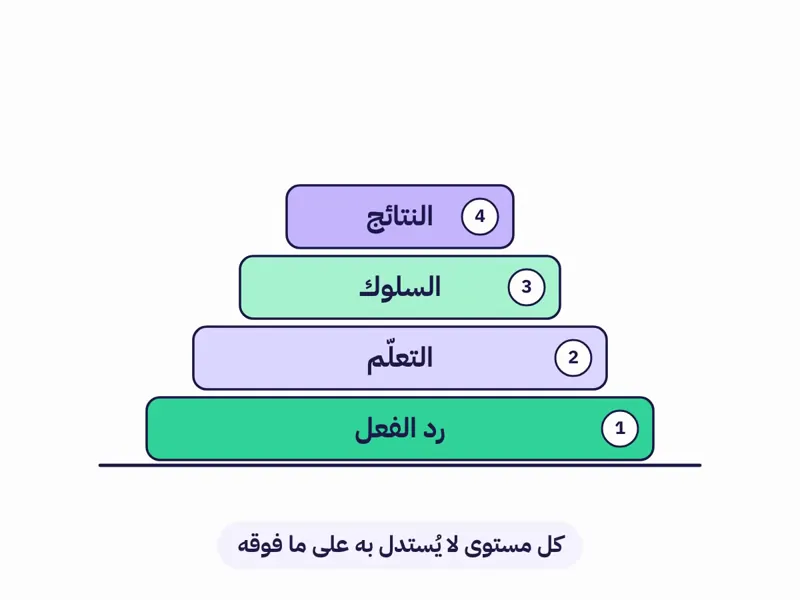 4 النتائج
3 السلوك
2 التعلّم
1 رد الفعل
كل مستوى لا يُستدل به على ما فوقه